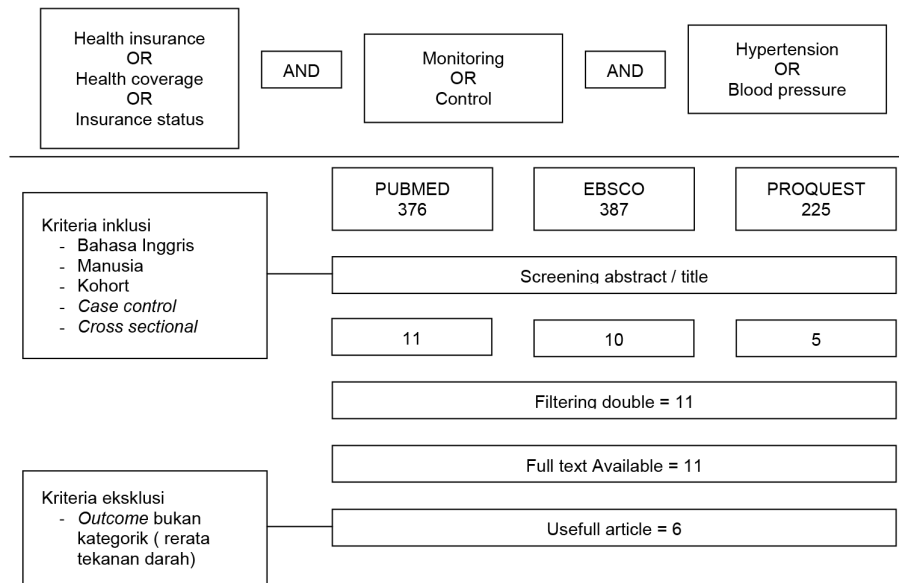 Health insurance
OR
Health coverage
OR
Insurance status
AND
Monitoring
OR
Control
AND
Hypertension
OR
Blood pressure
PUBMED
376
EBSCO
387
PROQUEST
225
Kriteria inklusi
- Bahasa Inggris
- Manusia
- Kohort
- Case control
- Cross sectional
Screening abstract / title
11
10
5
Filtering double = 11
Full text Available = 11
Kriteria eksklusi
- Outcome bukan
kategorik ( rerata
tekanan darah)
Usefull article = 6